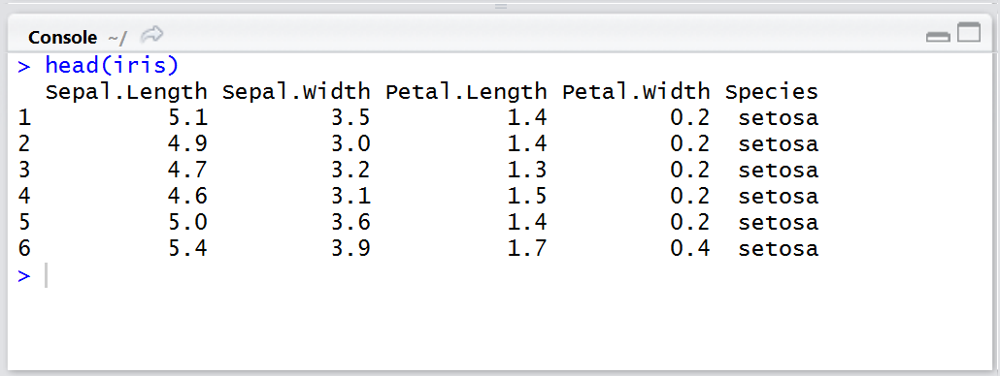 Console ~/
> head(iris)
  Sepal.Length Sepal.Width Petal.Length Petal.Width Species
1          5.1         3.5          1.4         0.2  setosa
2          4.9         3.0          1.4         0.2  setosa
3          4.7         3.2          1.3         0.2  setosa
4          4.6         3.1          1.5         0.2  setosa
5          5.0         3.6          1.4         0.2  setosa
6          5.4         3.9          1.7         0.4  setosa
>